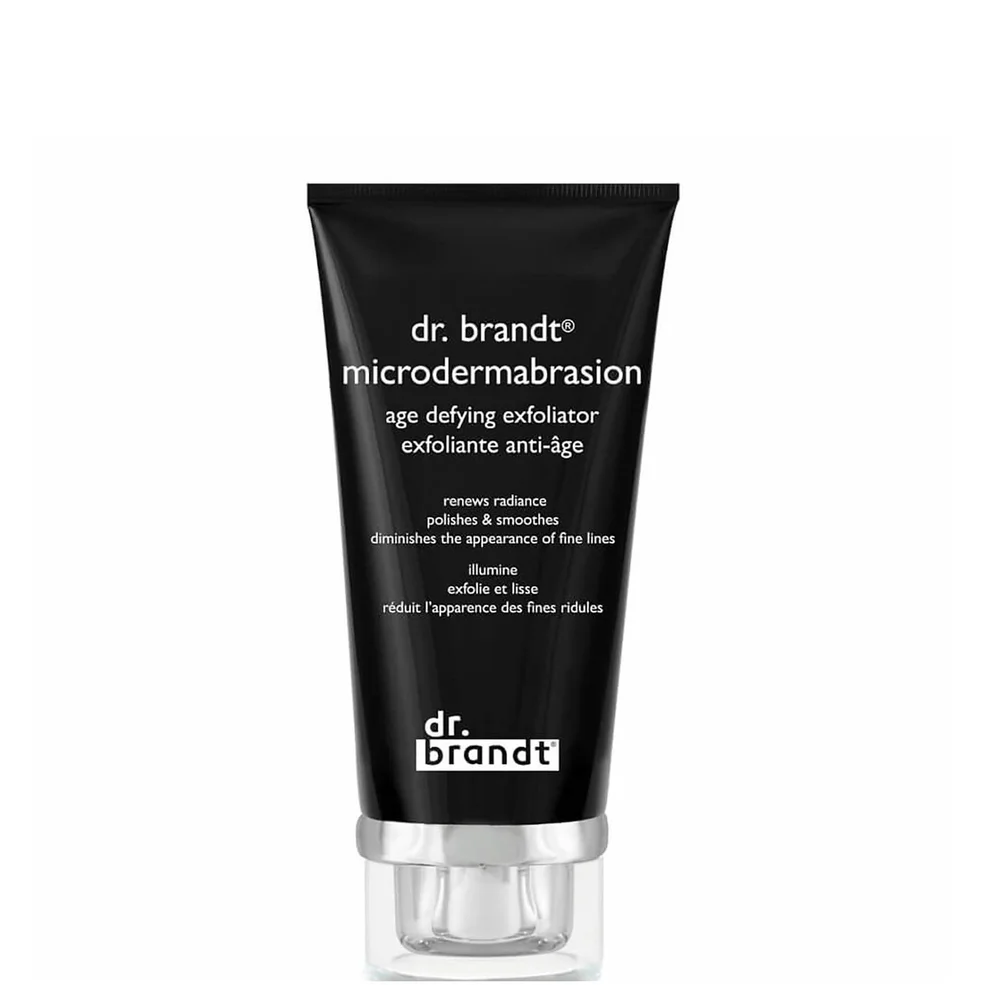 dr. brandt®
microdermabrasion
age defying exfoliator
exfoliante anti-âge
renews radiance
polishes & smoothes
diminishes the appearance of fine lines
illumine
exfolie et lisse
réduit l'apparence des fines ridules
dr.
brandt®